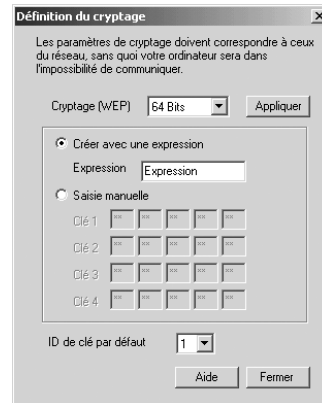 Définition du cryptage
Les paramètres de cryptage doivent correspondre à ceux
du réseau, sans quoi votre ordinateur sera dans
l'impossibilité de communiquer.
Cryptage (WEP) 64 Bits Appliquer
Créer avec une expression
Expression Expression
Saisie manuelle
Clé 1 ** ** ** ** **
Clé 2 ** ** ** ** **
Clé 3 ** ** ** ** **
Clé 4 ** ** ** ** **
ID de clé par défaut 1
Aide Fermer